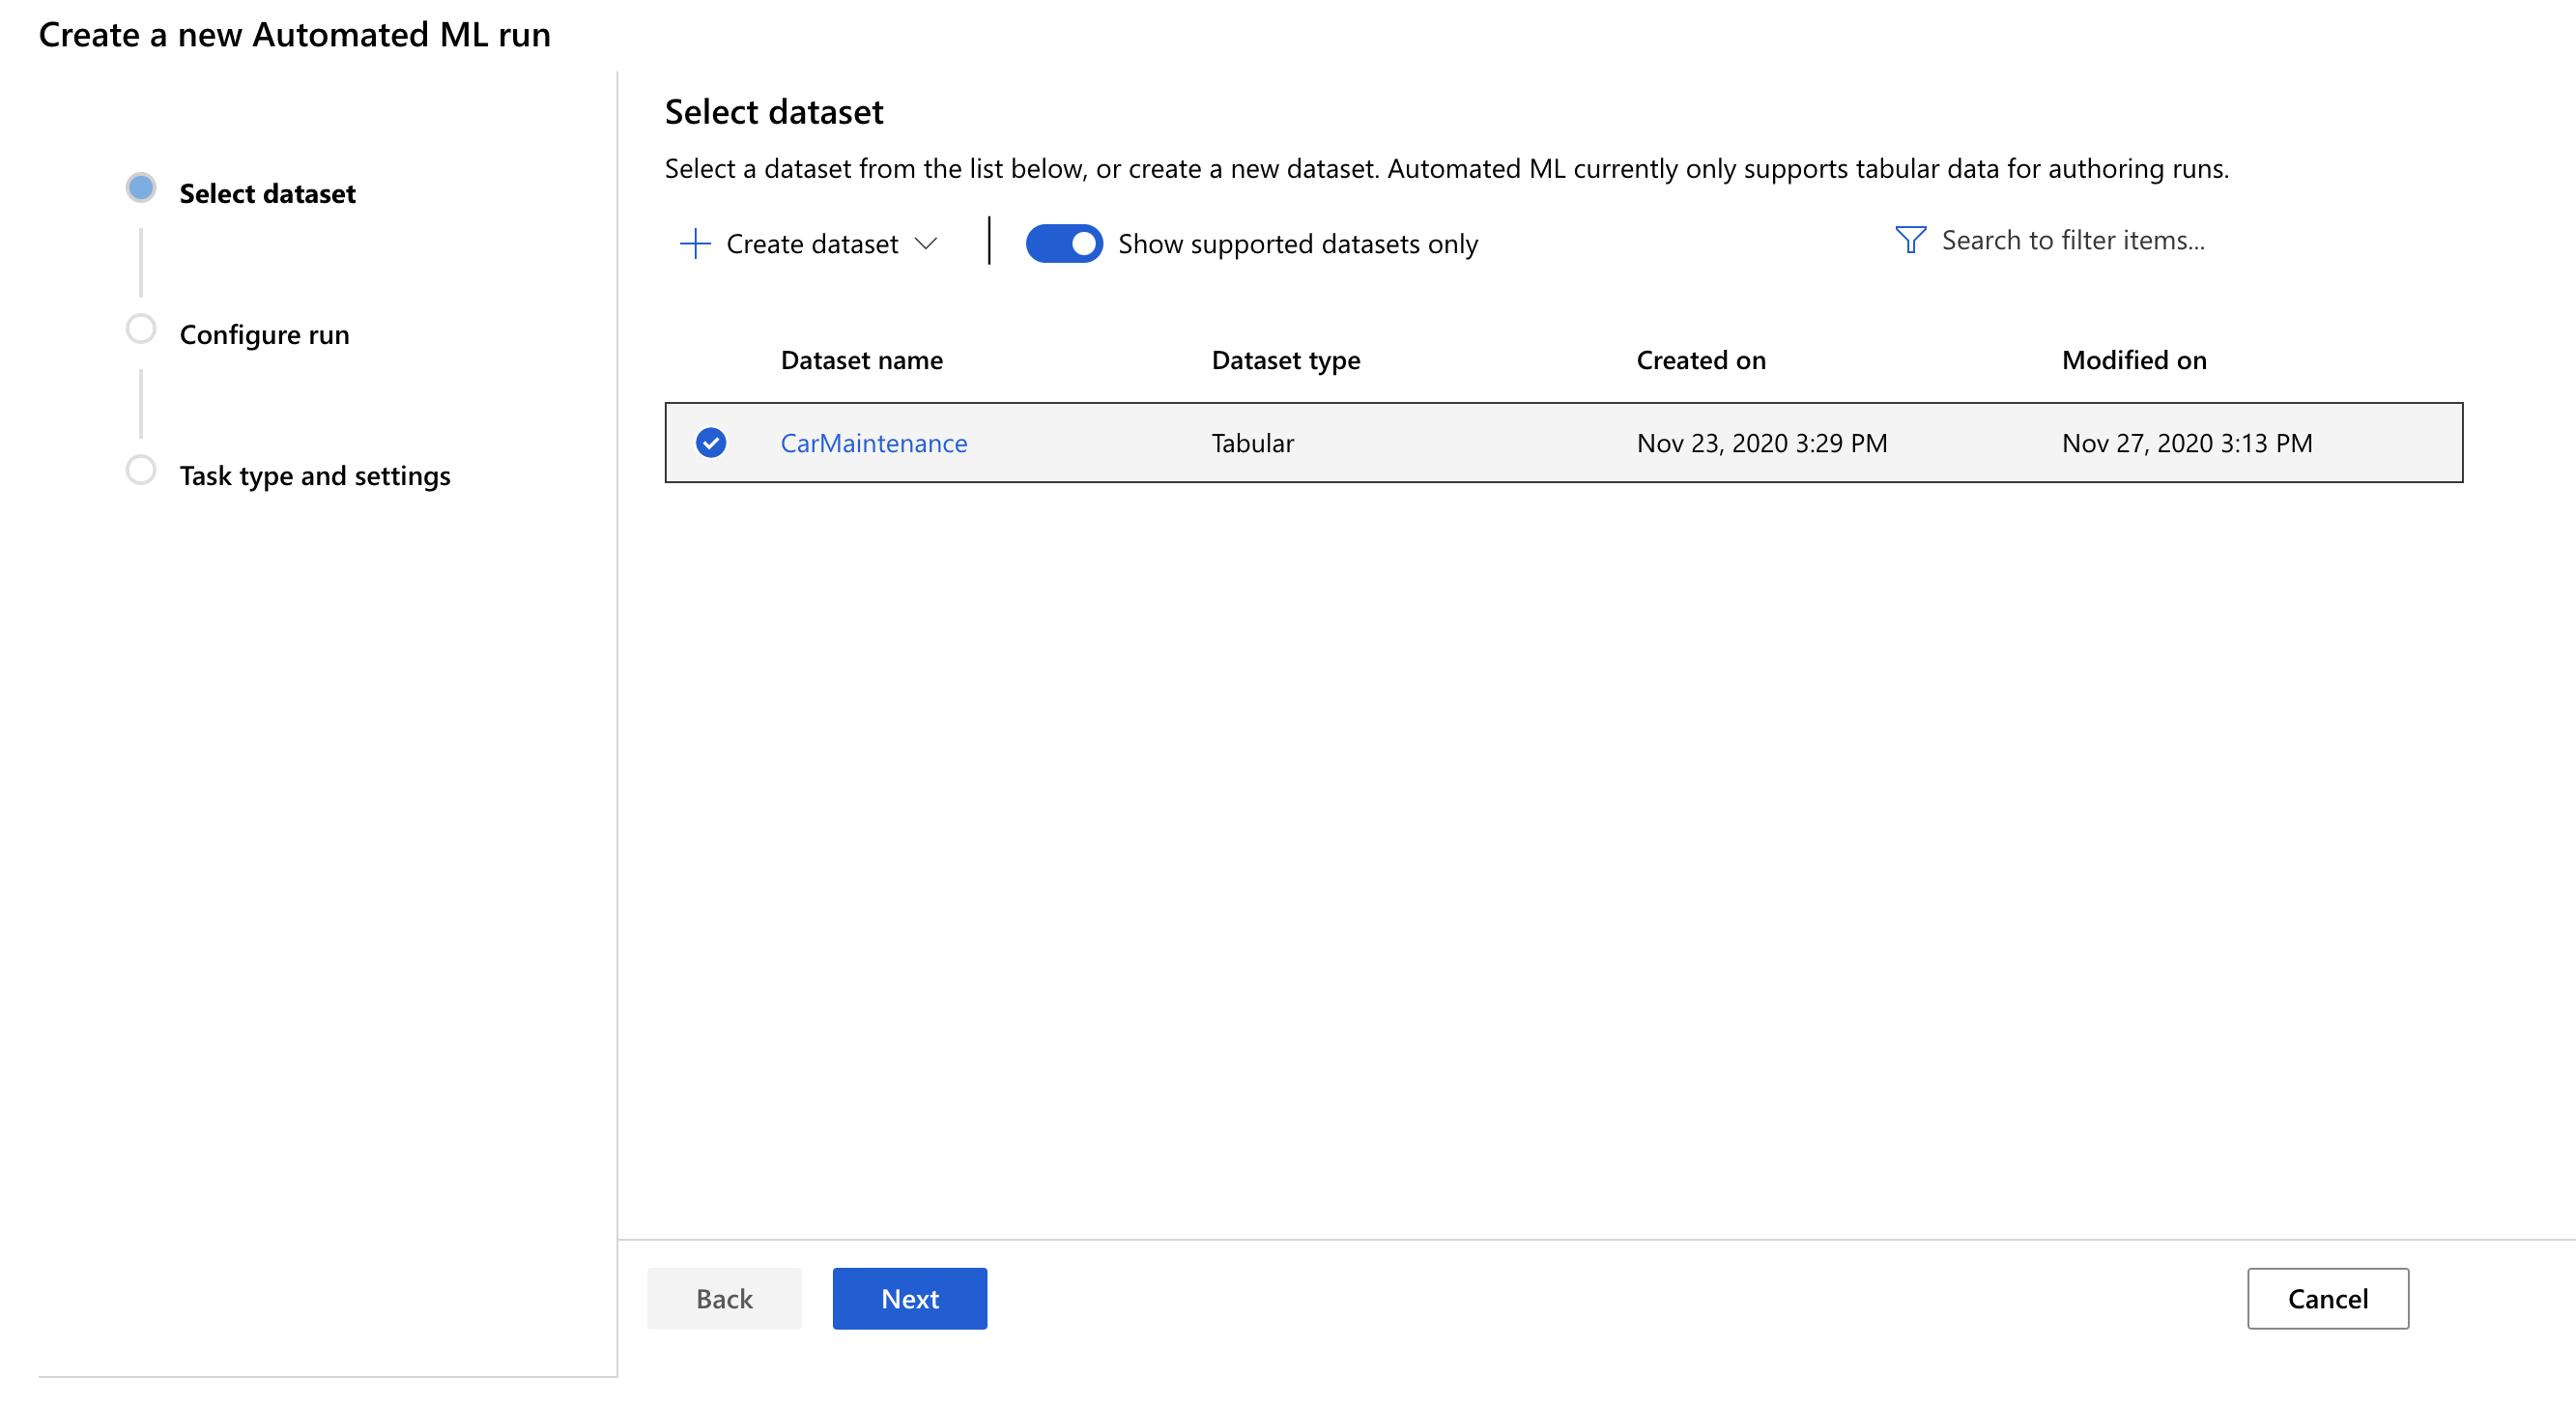 Create a new Automated ML run
Select dataset
Configure run
Task type and settings
Select dataset
Select a dataset from the list below, or create a new dataset. Automated ML currently only supports tabular data for authoring runs.
Create dataset
Show supported datasets only
Search to filter items...
Dataset name Dataset type Created on Modified on
CarMaintenance Tabular Nov 23, 2020 3:29 PM Nov 27, 2020 3:13 PM
Back Next Cancel